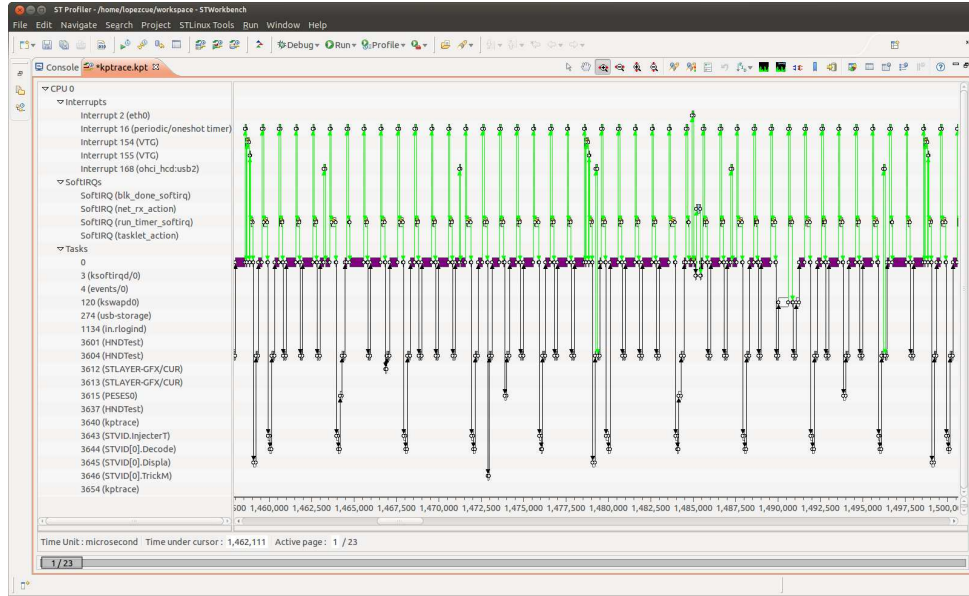 ST Profiler - /home/lopezcue/workspace - STWorkbench
File Edit Navigate Search Project STLinux Tools Run Window Help
Debug Run Profile
Console *kptrace.kpt
CPU 0
Interrupts
Interrupt 2 (eth0)
Interrupt 16 (periodic/oneshot timer)
Interrupt 154 (VTG)
Interrupt 155 (VTG)
Interrupt 168 (ohci_hcd:usb2)
SoftIRQs
SoftIRQ (blk_done_softirq)
SoftIRQ (net_rx_action)
SoftIRQ (run_timer_softirq)
SoftIRQ (tasklet_action)
Tasks
0
3 (ksoftirqd/0)
4 (events/0)
120 (kswapd0)
274 (usb-storage)
1134 (in.rlogind)
3601 (HNDTest)
3604 (HNDTest)
3612 (STLAYER-GFX/CUR)
3613 (STLAYER-GFX/CUR)
3615 (PESES0)
3637 (HNDTest)
3640 (kptrace)
3643 (STVID.InjecterT)
3644 (STVID[0].Decode)
3645 (STVID[0].Displa)
3646 (STVID[0].TrickM)
3654 (kptrace)
500 1,460,000 1,462,500 1,465,000 1,467,500 1,470,000 1,472,500 1,475,000 1,477,500 1,480,000 1,482,500 1,485,000 1,487,500 1,490,000 1,492,500 1,495,000 1,497,500 1,500,0
Time Unit : microsecond Time under cursor : 1,462,111 Active page : 1 / 23
1 / 23